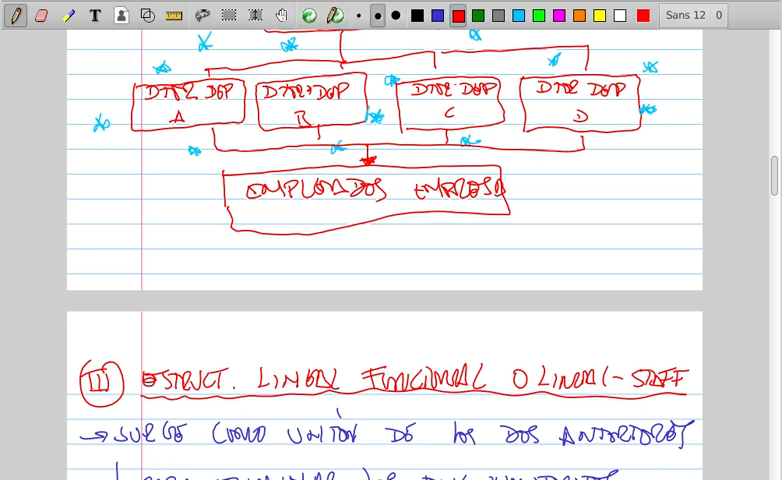 Sans 12
DTOR DEP A
DTOR DEP B
DTOR DEP C
DTOR DEP D
EMPLEADOS EMPRESA
III ESTRUCT. LINEAL FUNCIONAL O LINEAL-STAFF
→ SURGE COMO UNIÓN DE LOS DOS ANTERIORES